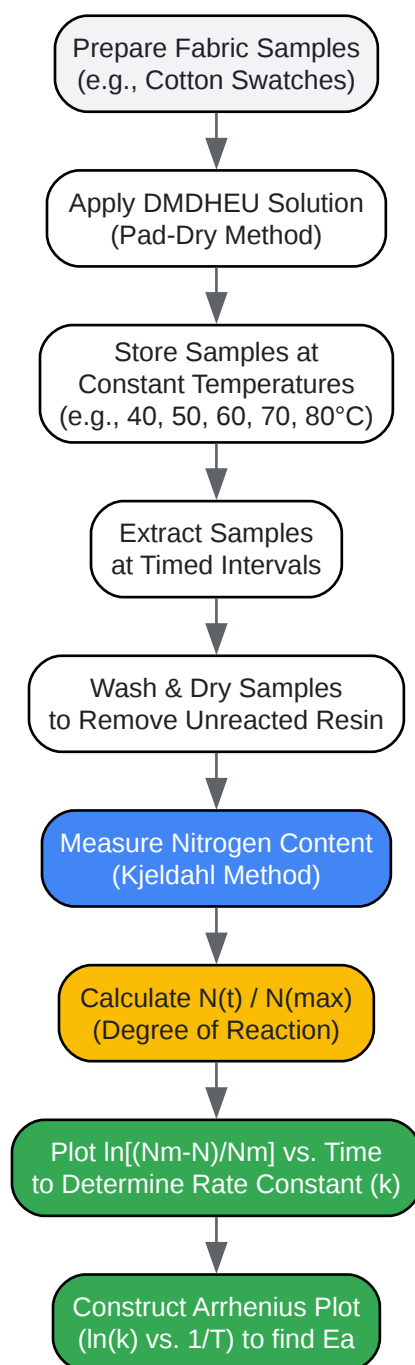 Prepare Fabric Samples
(e.g., Cotton Swatches)
Apply DMDHEU Solution
(Pad-Dry Method)
Store Samples at
Constant Temperatures
(e.g., 40, 50, 60, 70, 80°C)
Extract Samples
at Timed Intervals
Wash & Dry Samples
to Remove Unreacted Resin
Measure Nitrogen Content
(Kjeldahl Method)
Calculate N(t) / N(max)
(Degree of Reaction)
Plot ln[(Nm-N)/Nm] vs. Time
to Determine Rate Constant (k)
Construct Arrhenius Plot
(ln(k) vs. 1/T) to find Ea